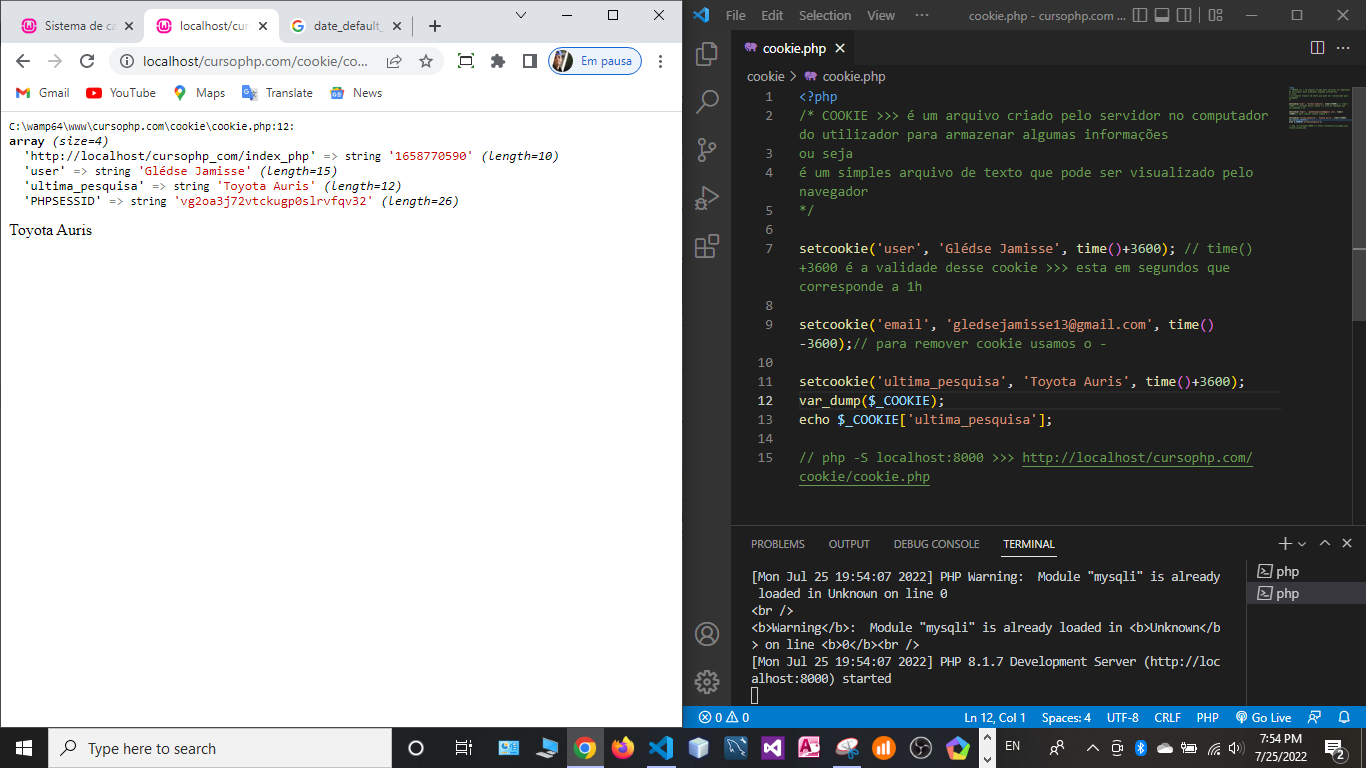 Sistema de ca
localhost/cur
date_default_
localhost/cursophp.com/cookie/co...
Em pausa
Gmail
YouTube
Maps
Translate
News
C:\wamp64\www\cursophp.com\cookie\cookie.php:12:
array (size=4)
'http://localhost/cursophp_com/index_php' => string '1658770590' (length=10)
'user' => string 'Glédse Jamisse' (length=15)
'ultima_pesquisa' => string 'Toyota Auris' (length=12)
'PHPSESSID' => string 'vg2oa3j72vtckugp0slrvfqv32' (length=26)
Toyota Auris
File Edit Selection View ··· cookie.php - cursophp.com ...
cookie.php
cookie > cookie.php
1 <?php
2 /* COOKIE >>> é um arquivo criado pelo servidor no computador
do utilizador para armazenar algumas informações
3 ou seja
4 é um simples arquivo de texto que pode ser visualizado pelo
navegador
5 */
6
7 setcookie('user', 'Glédse Jamisse', time()+3600); // time()
+3600 é a validade desse cookie >>> esta em segundos que
corresponde a 1h
8
9 setcookie('email', 'gledsejamisse13@gmail.com', time()
-3600);// para remover cookie usamos o -
10
11 setcookie('ultima_pesquisa', 'Toyota Auris', time()+3600);
12 var_dump($_COOKIE);
13 echo $_COOKIE['ultima_pesquisa'];
14
15 // php -S localhost:8000 >>> http://localhost/cursophp.com/
cookie/cookie.php
PROBLEMS OUTPUT DEBUG CONSOLE TERMINAL
[Mon Jul 25 19:54:07 2022] PHP Warning:  Module "mysqli" is already
loaded in Unknown on line 0
<br />
<b>Warning</b>:  Module "mysqli" is already loaded in <b>Unknown</b
> on line <b>0</b><br />
[Mon Jul 25 19:54:07 2022] PHP 8.1.7 Development Server (http://loc
alhost:8000) started
php
php
0 0 Ln 12, Col 1 Spaces: 4 UTF-8 CRLF PHP Go Live
Type here to search
EN
7:54 PM
7/25/2022
2